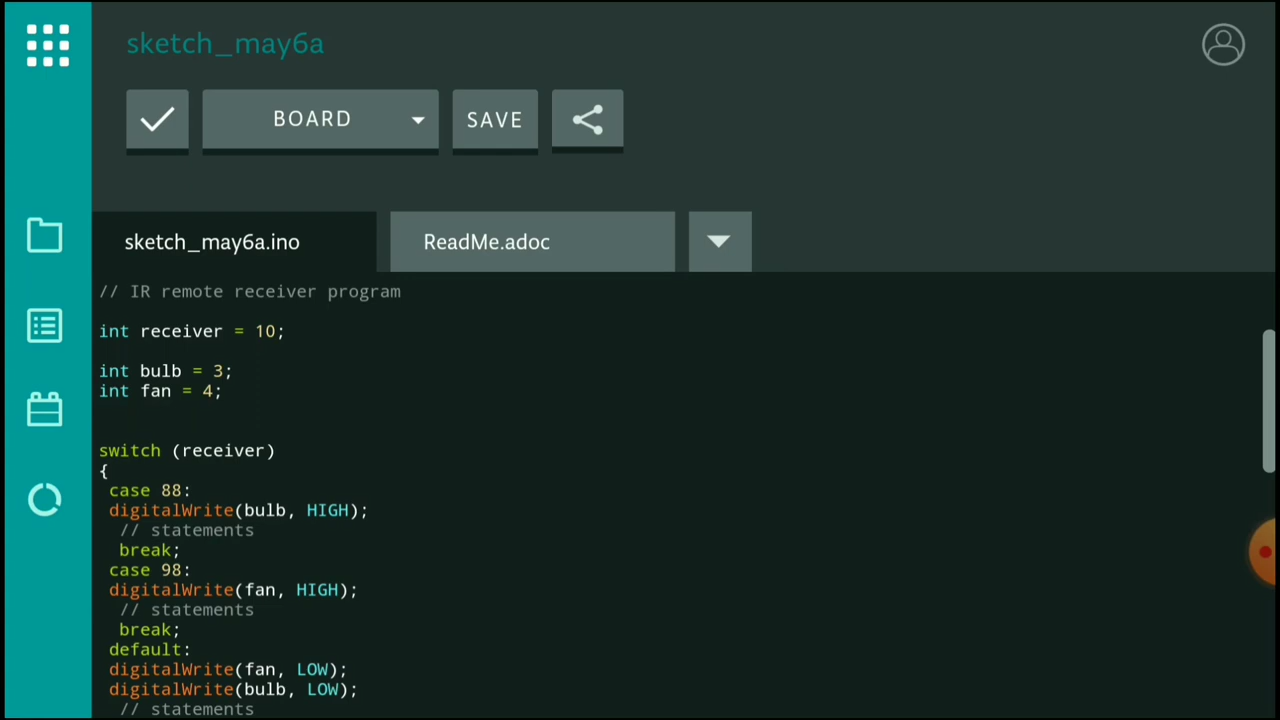 sketch_may6a
BOARD
SAVE
sketch_may6a.ino
ReadMe.adoc
// IR remote receiver program
int receiver = 10;
int bulb = 3;
int fan = 4;
switch (receiver)
{
case 88:
digitalWrite(bulb, HIGH);
// statements
break;
case 98:
digitalWrite(fan, HIGH);
// statements
break;
default:
digitalWrite(fan, LOW);
digitalWrite(bulb, LOW);
// statements